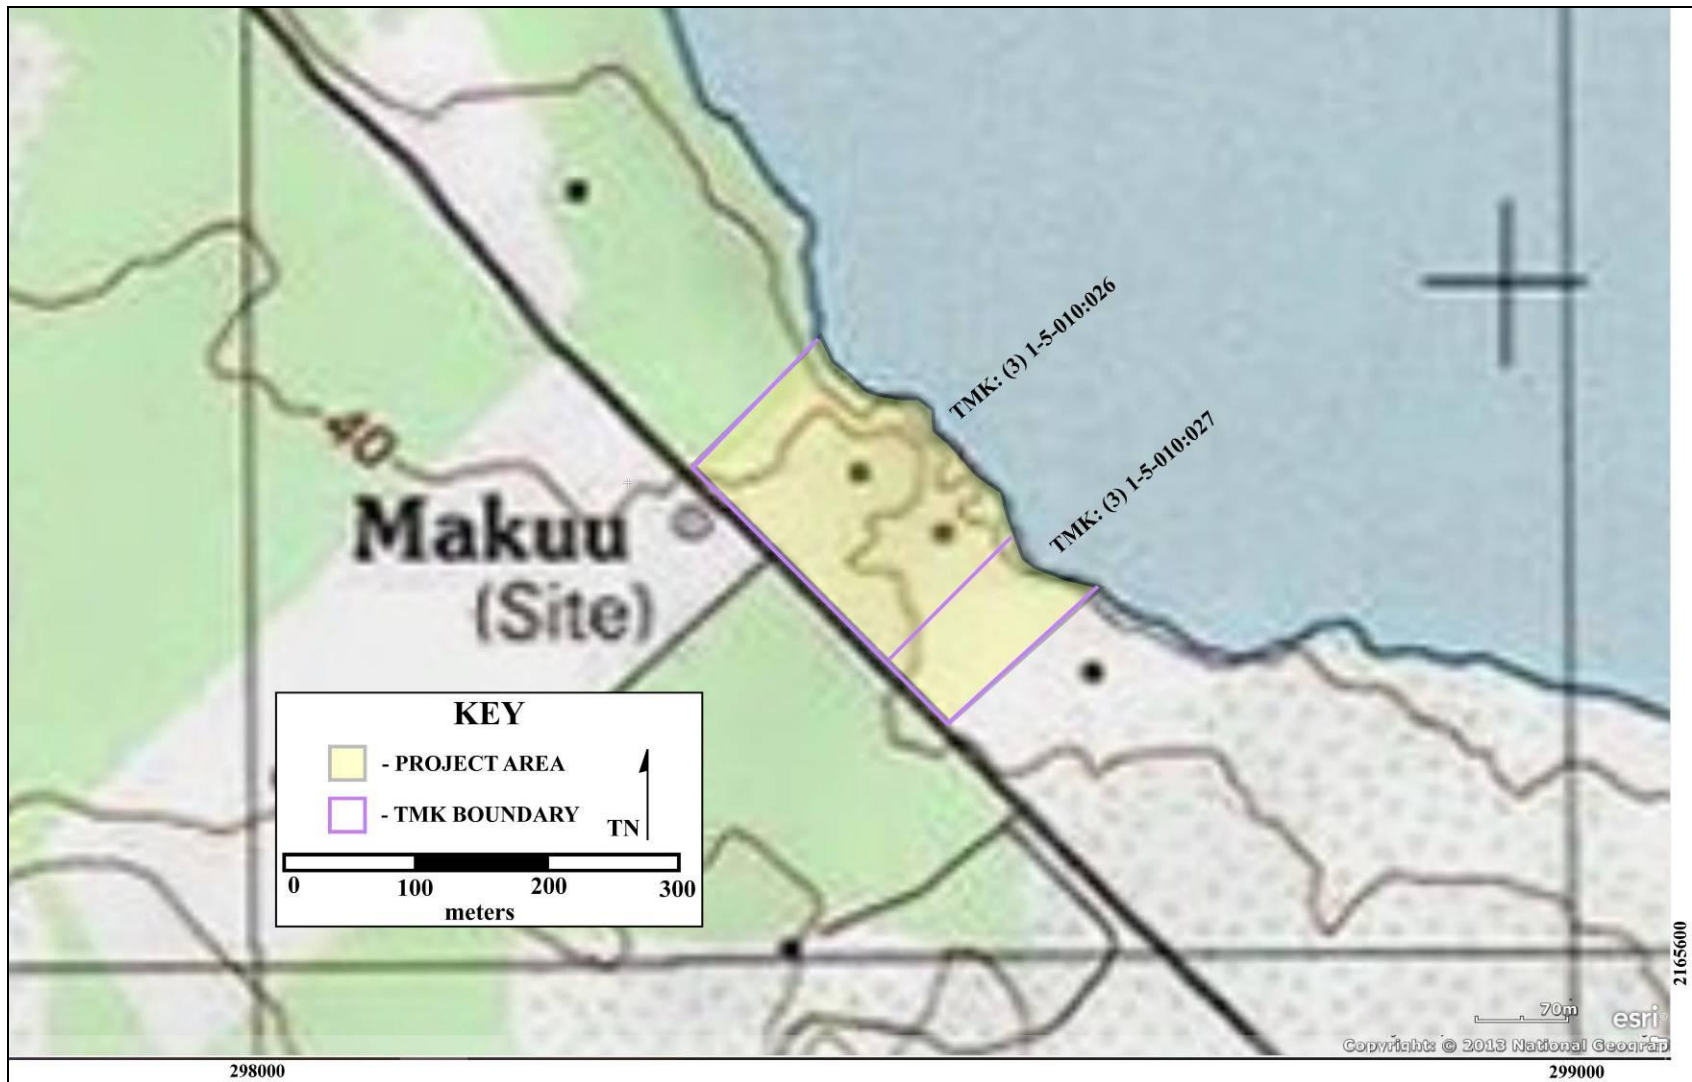 TMK: (3) 1-5-010:026
TMK: (3) 1-5-010:027
40
Makuu
(Site)
KEY
- PROJECT AREA
- TMK BOUNDARY
TN
0 100 200 300
meters
2165600
70m
esri
Copyright: © 2013 National Geograp
298000
299000